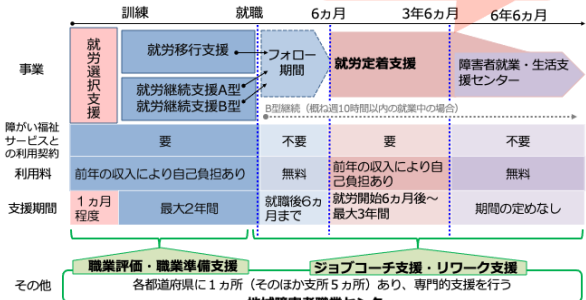 訓練
就職
6ヵ月
3年6ヵ月
6年6ヵ月
事業
就労選択支援
就労移行支援
就労継続支援A型
就労継続支援B型
フォロー
期間
就労定着支援
障害者就業・生活支
援センター
B型継続（概ね週10時間以内の就業中の場合）
障がい福祉
サービスと
の利用契約
要
不要
要
不要
利用料
前年の収入により自己負担あり
無料
前年の収入により自
己負担あり
無料
支援期間
１ヵ月
程度
最大2年間
就職後6ヵ
月まで
就労開始6ヵ月後～
最大3年間
期間の定めなし
職業評価・職業準備支援
ジョブコーチ支援・リワーク支援
その他
各都道府県に１ヵ所（そのほか支所５ヵ所）あり、専門的支援を行う
地域障害者職業センター